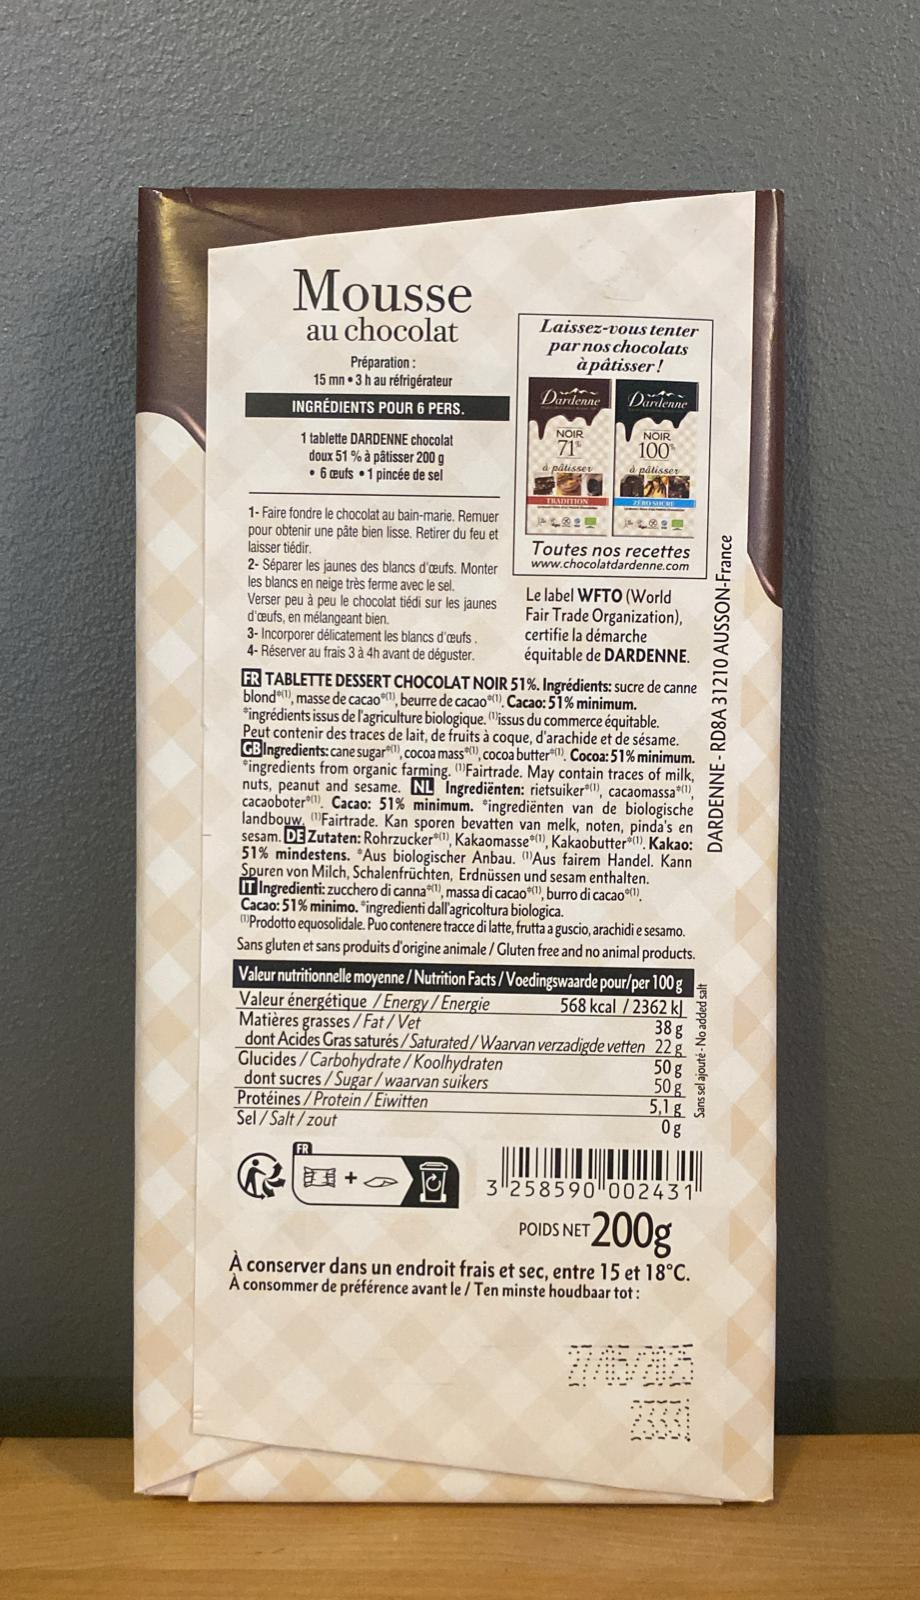 Mousse
au chocolat
Préparation :
15 mn • 3 h au réfrigérateur
INGRÉDIENTS POUR 6 PERS.
1 tablette DARDENNE chocolat
doux 51 % à pâtisser 200 g
• 6 œufs • 1 pincée de sel
1- Faire fondre le chocolat au bain-marie. Remuer
pour obtenir une pâte bien lisse. Retirer du feu et
laisser tiédir.
2- Séparer les jaunes des blancs d'œufs. Monter
les blancs en neige très ferme avec le sel.
Verser peu à peu le chocolat tiédi sur les jaunes
d'œufs, en mélangeant bien.
3- Incorporer délicatement les blancs d'œufs .
4- Réserver au frais 3 à 4h avant de déguster.
Laissez-vous tenter
par nos chocolats
à pâtisser !
Dardenne
NOIR
71%
à pâtisser
TRADITION
Dardenne
NOIR
100%
à pâtisser
ZÉRO SUCRE
Toutes nos recettes
www.chocolatdardenne.com
Le label WFTO (World
Fair Trade Organization),
certifie la démarche
équitable de DARDENNE.
DARDENNE - RD8A 31210 AUSSON-France
FR TABLETTE DESSERT CHOCOLAT NOIR 51%. Ingrédients: sucre de canne
blond*(1), masse de cacao*(1), beurre de cacao*(1). Cacao: 51% minimum.
*ingrédients issus de l'agriculture biologique. (1)issus du commerce équitable.
Peut contenir des traces de lait, de fruits à coque, d'arachide et de sésame.
GB Ingredients: cane sugar*(1), cocoa mass*(1), cocoa butter*(1). Cocoa: 51% minimum.
*ingredients from organic farming. (1)Fairtrade. May contain traces of milk,
nuts, peanut and sesame. NL Ingrediënten: rietsuiker*(1), cacaomassa*(1),
cacaoboter*(1). Cacao: 51% minimum. *ingrediënten van de biologische
landbouw. (1)Fairtrade. Kan sporen bevatten van melk, noten, pinda's en
sesam. DE Zutaten: Rohrzucker*(1), Kakaomasse*(1), Kakaobutter*(1). Kakao:
51% mindestens. *Aus biologischer Anbau. (1)Aus fairem Handel. Kann
Spuren von Milch, Schalenfrüchten, Erdnüssen und sesam enthalten.
IT Ingredienti: zucchero di canna*(1), massa di cacao*(1), burro di cacao*(1).
Cacao: 51% minimo. *ingredienti dall'agricoltura biologica.
(1)Prodotto equosolidale. Puo contenere tracce di latte, frutta a guscio, arachidi e sesamo.
Sans gluten et sans produits d'origine animale / Gluten free and no animal products.
Valeur nutritionnelle moyenne / Nutrition Facts / Voedingswaarde pour/per 100 g
Valeur énergétique / Energy / Energie 568 kcal / 2362 kJ
Matières grasses / Fat / Vet 38 g
dont Acides Gras saturés / Saturated / Waarvan verzadigde vetten 22 g
Glucides / Carbohydrate / Koolhydraten 50 g
dont sucres / Sugar / waarvan suikers 50 g
Protéines / Protein / Eiwitten 5,1 g
Sel / Salt / zout 0 g
Sans sel ajouté - No added salt
FR
+
3 258590 002431
POIDS NET 200g
À conserver dans un endroit frais et sec, entre 15 et 18°C.
À consommer de préférence avant le / Ten minste houdbaar tot :
27/05/2025
23331